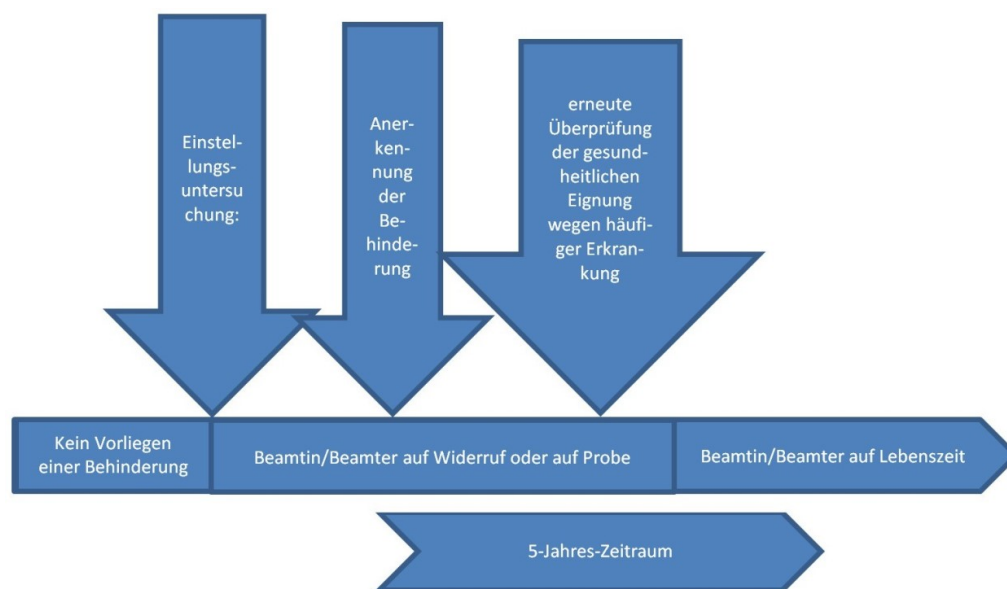 Einstel-
lungs-
untersu
chung:
Aner-
ken-
nung
der
Be-
hinde-
rung
erneute
Überprüfung
der gesund-
heitlichen
Eignung
wegen häufi-
ger Erkran-
kung
Kein Vorliegen
einer Behinderung
Beamtin/Beamter auf Widerruf oder auf Probe
Beamtin/Beamter auf Lebenszeit
5-Jahres-Zeitraum